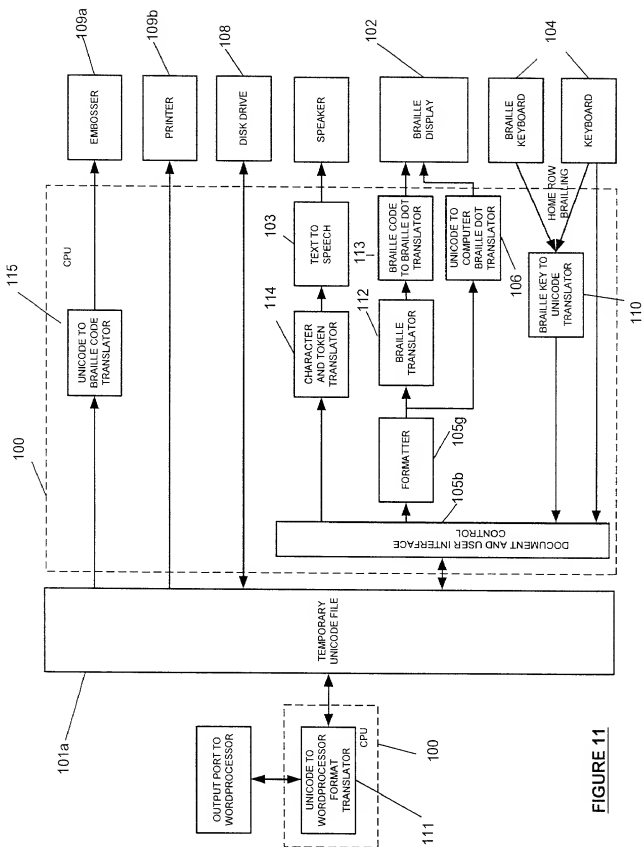 109a
EMBOSSER
109b
PRINTER
108
DISK DRIVE
SPEAKER
102
BRAILLE
DISPLAY
104
BRAILLE
KEYBOARD
KEYBOARD
115
CPU
UNICODE TO
BRAILLE CODE
TRANSLATOR
100
103
TEXT TO
SPEECH
114
CHARACTER
AND TOKEN
TRANSLATOR
113
BRAILLE CODE
TO BRAILLE DOT
TRANSLATOR
112
BRAILLE
TRANSLATOR
UNICODE TO
COMPUTER
BRAILLE DOT
TRANSLATOR
106
HOME ROW
BRAILLING
BRAILLE KEY TO
UNICODE
TRANSLATOR
110
FORMATTER
105g
105b
DOCUMENT AND USER INTERFACE
CONTROL
TEMPORARY
UNICODE FILE
101a
OUTPUT PORT TO
WORDPROCESSOR
UNICODE TO
WORDPROCESSOR
FORMAT
TRANSLATOR
CPU
100
111
FIGURE 11